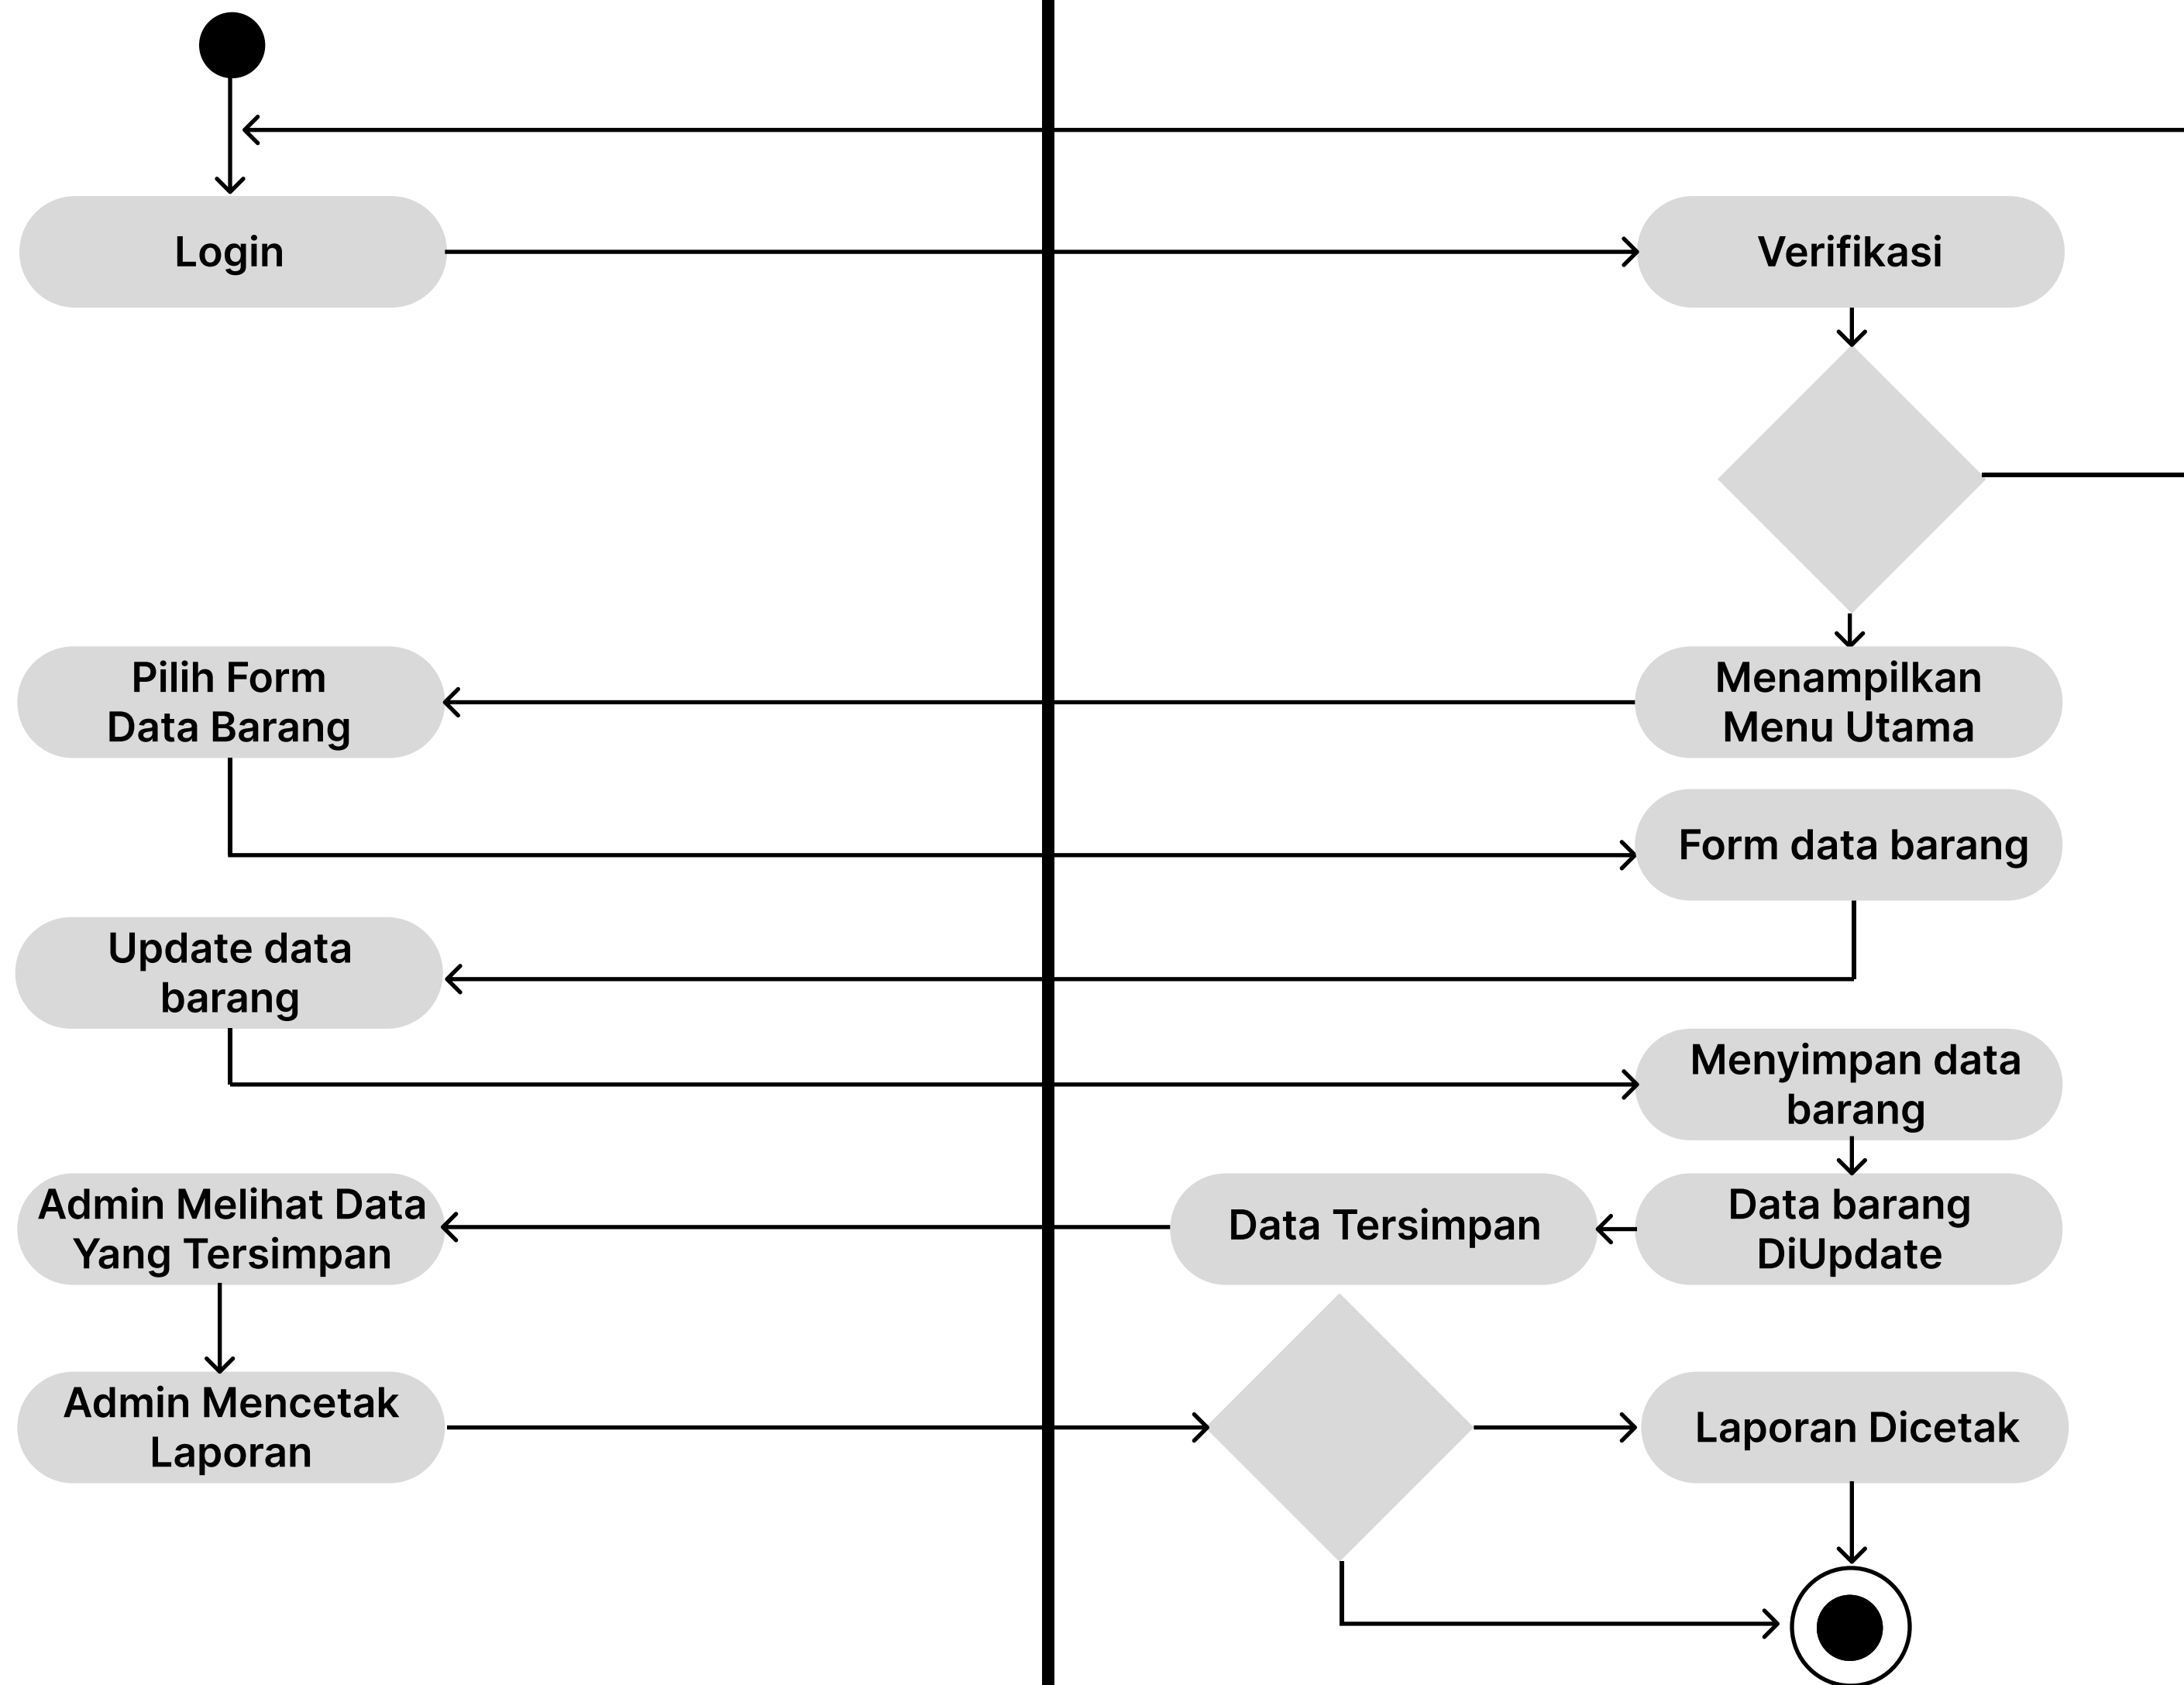 Login
Verifikasi
Pilih Form
Data Barang
Menampilkan
Menu Utama
Form data barang
Update data
barang
Menyimpan data
barang
Admin Melihat Data
Yang Tersimpan
Data Tersimpan
Data barang
DiUpdate
Admin Mencetak
Laporan
Laporan Dicetak